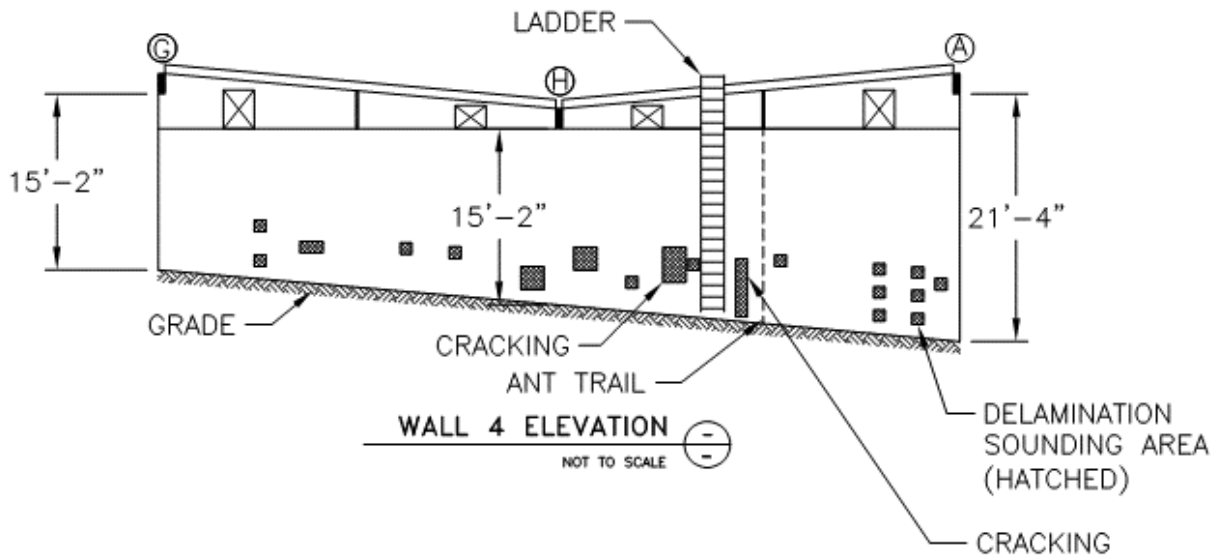 LADDER
G
H
A
15'-2"
15'-2"
21'-4"
GRADE
CRACKING
ANT TRAIL
WALL 4 ELEVATION
NOT TO SCALE
-
-
DELAMINATION
SOUNDING AREA
(HATCHED)
CRACKING